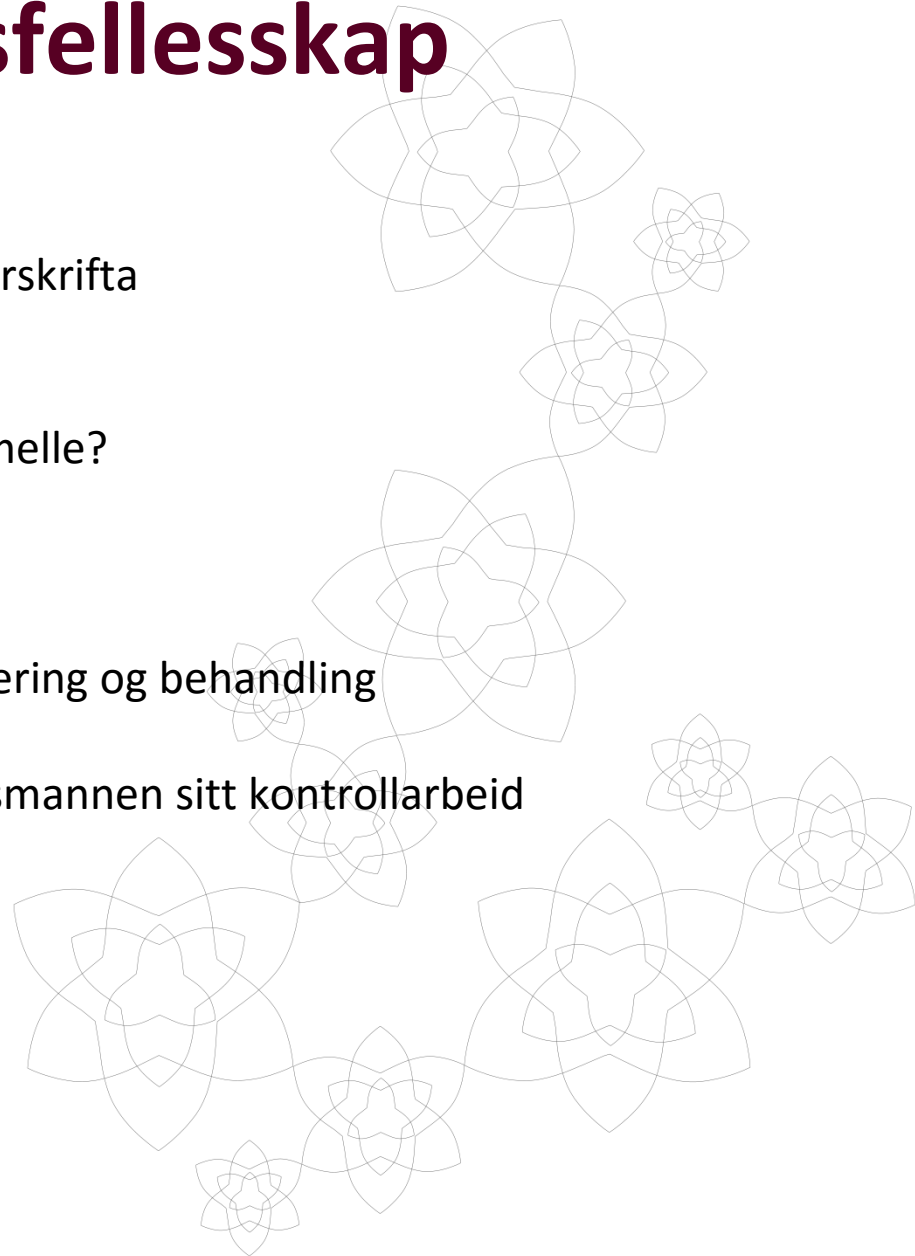 sfellesskap
rskrifta
nelle?
ering og behandling
smannen sitt kontrollarbeid